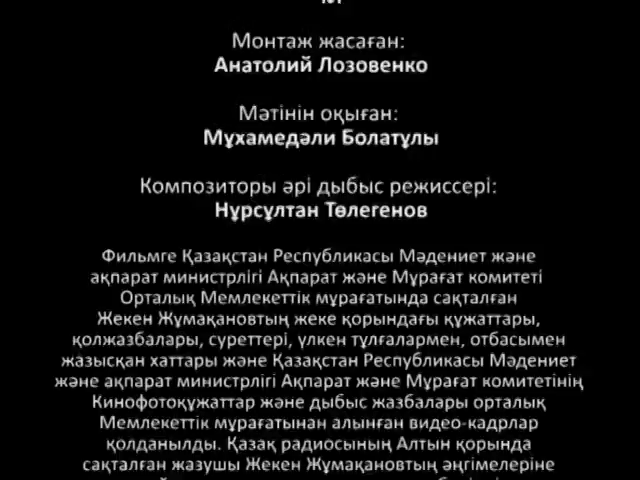 Монтаж жасаған:
Анатолий Лозовенко
Мәтінін оқыған:
Мұхамедәли Болатұлы
Композиторы әрі дыбыс режиссері:
Нұрсұлтан Төлегенов
Фильмге Қазақстан Республикасы Мәдениет және
ақпарат министрлігі Ақпарат және Мұрағат комитеті
Орталық Мемлекеттік мұрағатында сақталған
Жекен Жұмақановтың жеке қорындағы құжаттары,
қолжазбалары, суреттері, үлкен тұлғалармен, отбасымен
жазысқан хаттары және Қазақстан Республикасы Мәдениет
және ақпарат министрлігі Ақпарат және Мұрағат комитетінің
Кинофотоқұжаттар және дыбыс жазбалары орталық
Мемлекеттік мұрағатынан алынған видео-кадрлар
қолданылды. Қазақ радиосының Алтын қорында
сақталған жазушы Жекен Жұмақановтың әңгімелеріне